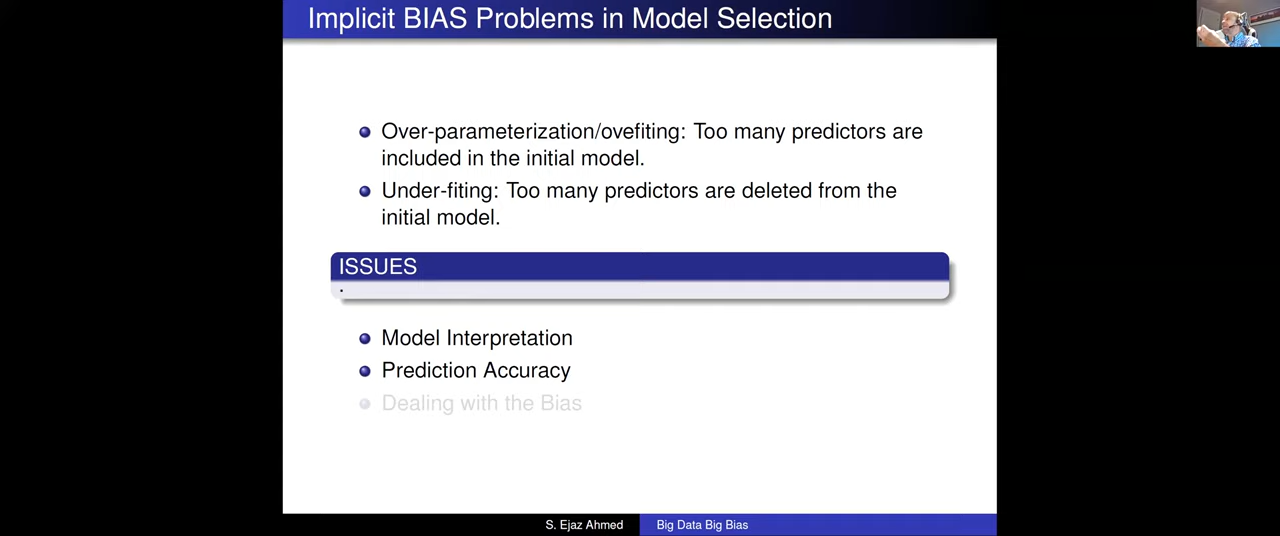 Implicit BIAS Problems in Model Selection
Over-parameterization/ovefiting: Too many predictors are
included in the initial model.
Under-fiting: Too many predictors are deleted from the
initial model.
ISSUES
.
Model Interpretation
Prediction Accuracy
Dealing with the Bias
S. Ejaz Ahmed
Big Data Big Bias